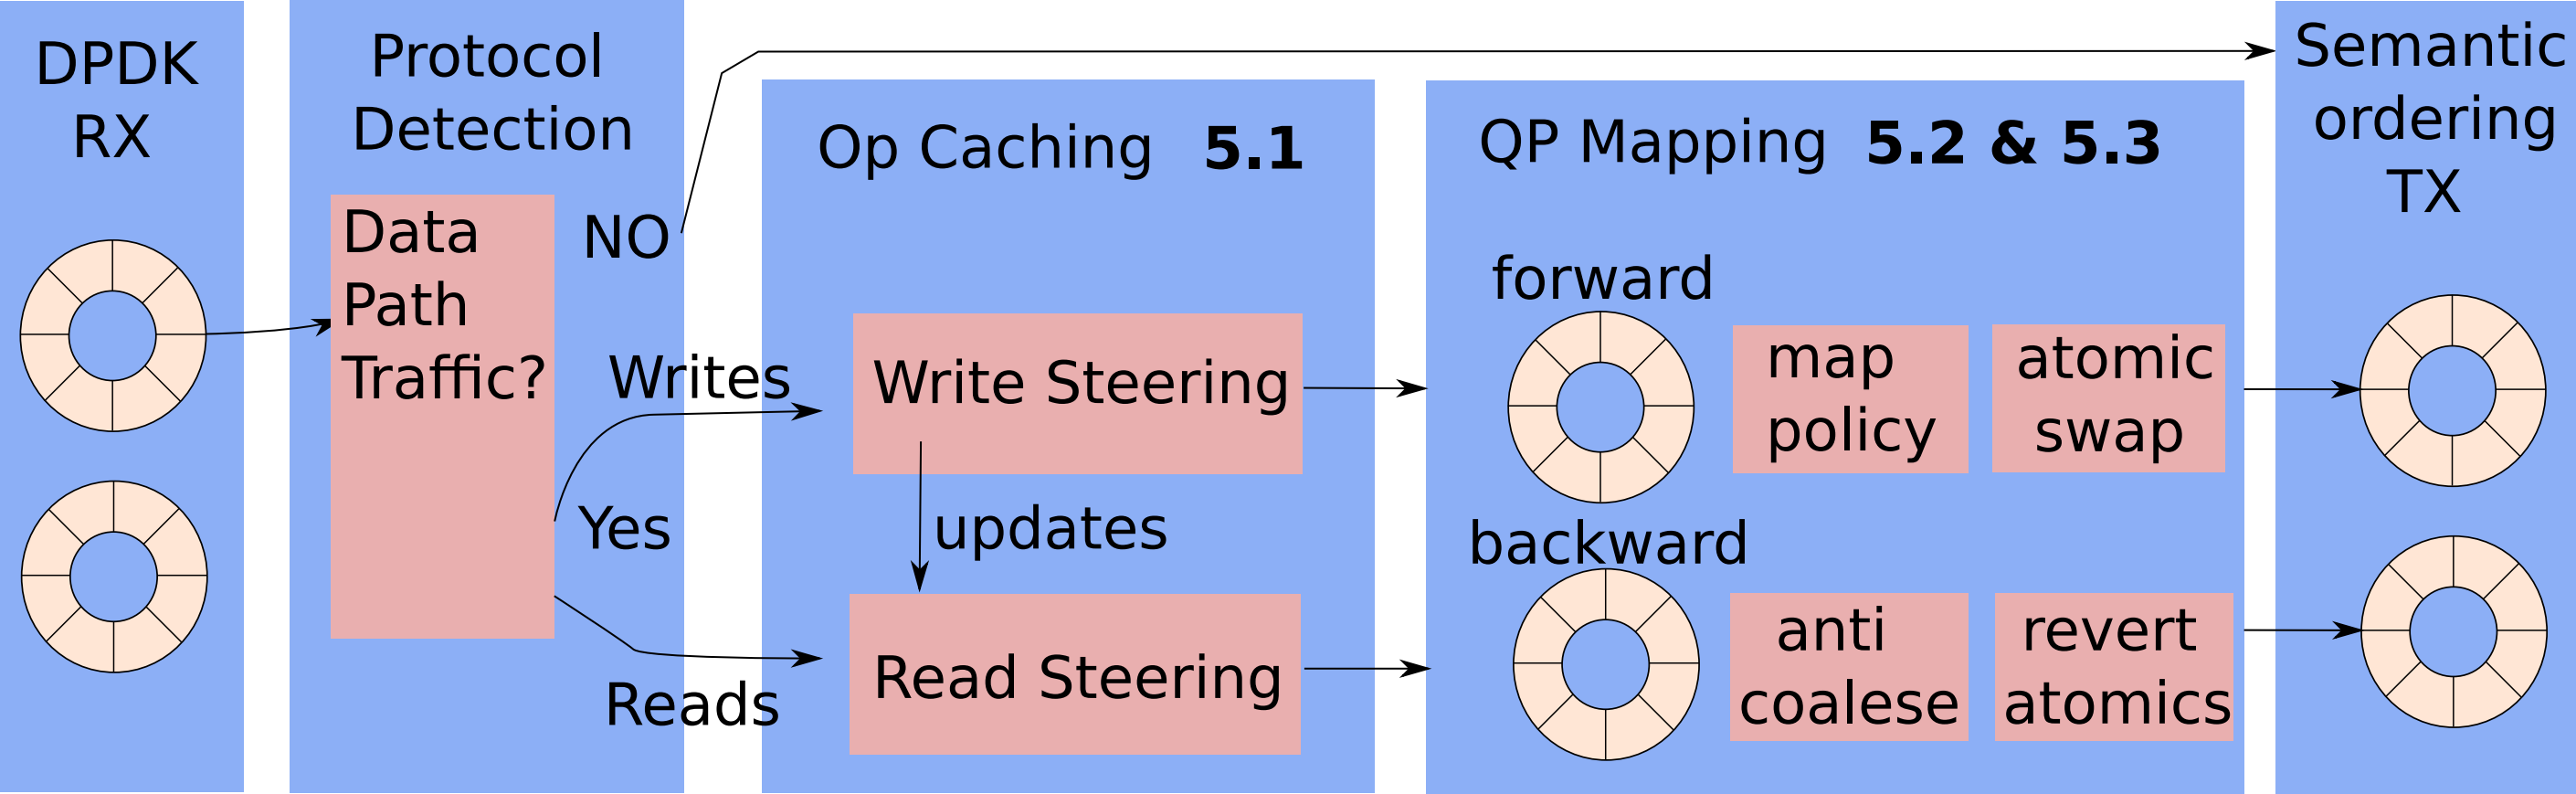 DPDK
RX
Protocol
Detection
Data
Path
Traffic?
NO
Writes
Yes
Reads
Op Caching 5.1
Write Steering
updates
Read Steering
QP Mapping 5.2 & 5.3
forward
map
policy
atomic
swap
backward
anti
coalese
revert
atomics
Semantic
ordering
TX